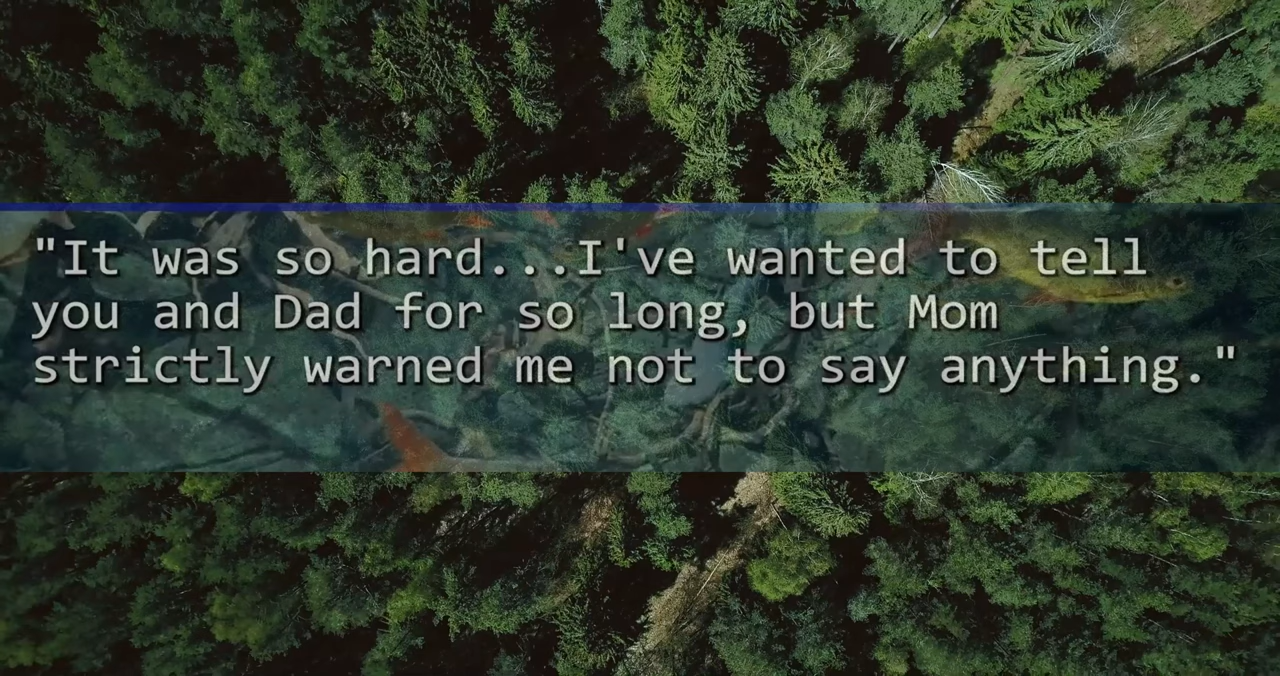 "It was so hard...I've wanted to tell
you and Dad for so long, but Mom
strictly warned me not to say anything."